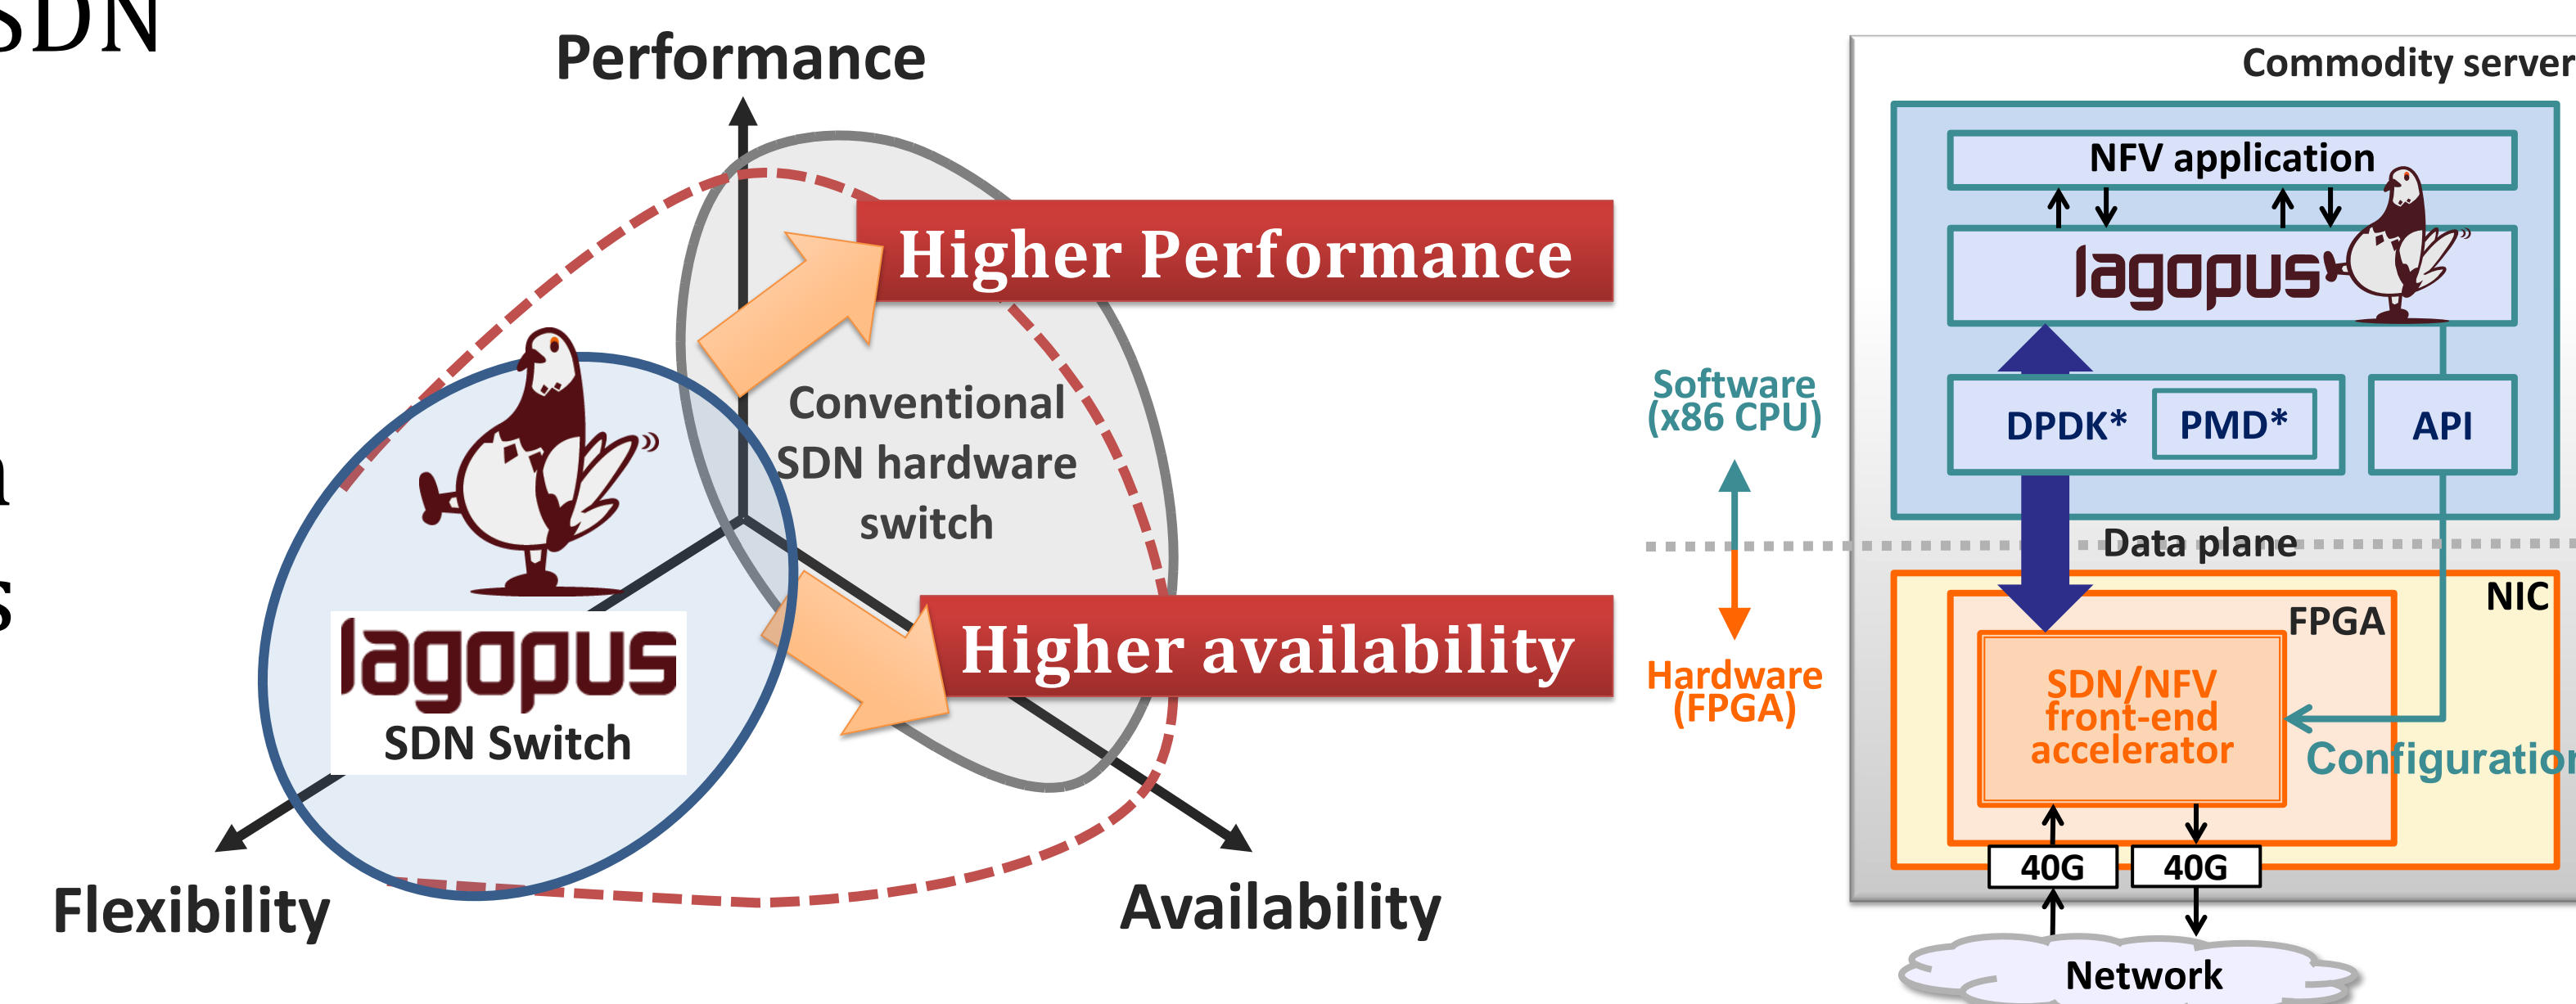 SDN
Performance
Higher Performance
Conventional
SDN hardware
switch
lagopus
SDN Switch
Higher availability
Flexibility
Availability
Commodity server
NFV application
lagopus
Software
(x86 CPU)
DPDK*
PMD*
API
Data plane
NIC
FPGA
Hardware
(FPGA)
SDN/NFV
front-end
accelerator
40G
40G
Network